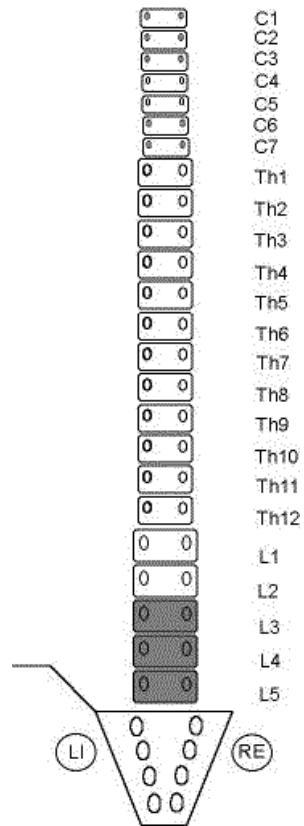 C1
C2
C3
C4
C5
C6
C7
Th1
Th2
Th3
Th4
Th5
Th6
Th7
Th8
Th9
Th10
Th11
Th12
L1
L2
L3
L4
L5
LI RE